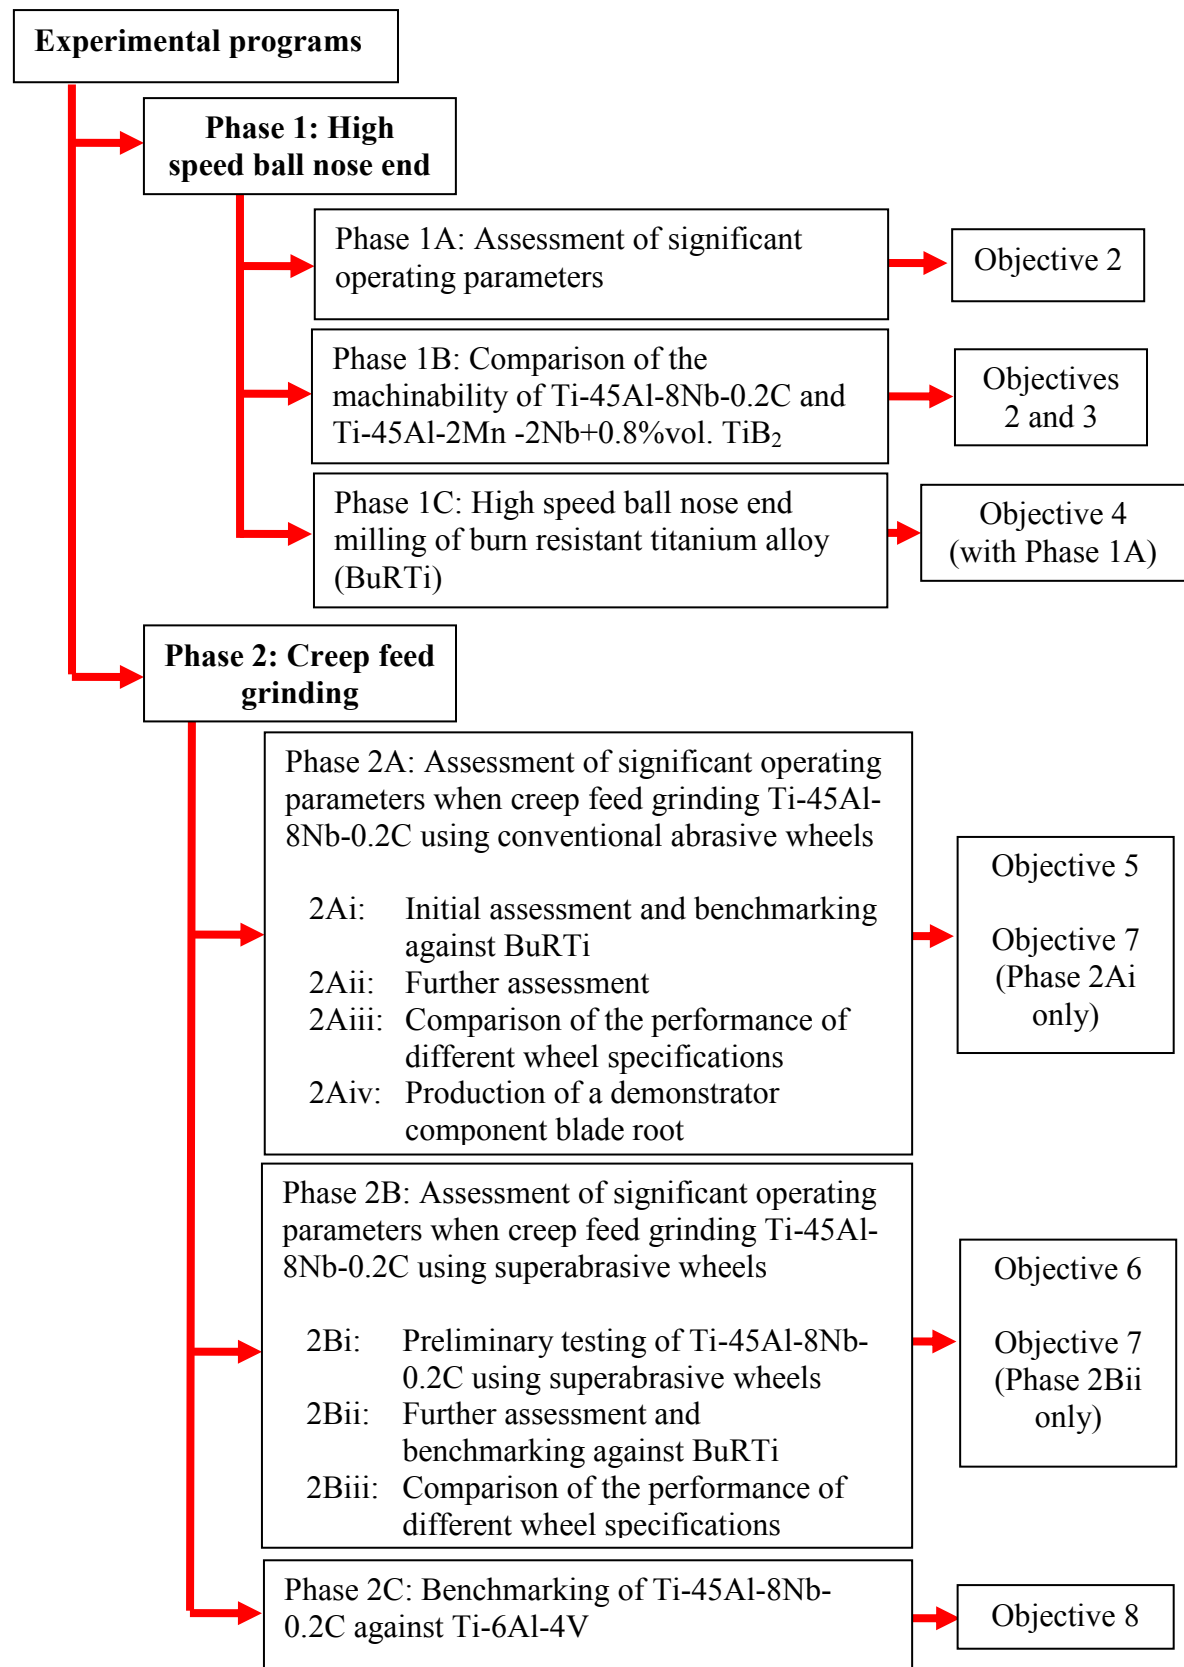 Experimental programs
Phase 1: High
speed ball nose end
Phase 1A: Assessment of significant
operating parameters
Objective 2
Phase 1B: Comparison of the
machinability of Ti-45Al-8Nb-0.2C and
Ti-45Al-2Mn -2Nb+0.8%vol. TiB₂
Objectives
2 and 3
Phase 1C: High speed ball nose end
milling of burn resistant titanium alloy
(BuRTi)
Objective 4
(with Phase 1A)
Phase 2: Creep feed
grinding
Phase 2A: Assessment of significant operating
parameters when creep feed grinding Ti-45Al-
8Nb-0.2C using conventional abrasive wheels
2Ai: Initial assessment and benchmarking
against BuRTi
2Aii: Further assessment
2Aiii: Comparison of the performance of
different wheel specifications
2Aiv: Production of a demonstrator
component blade root
Objective 5
Objective 7
(Phase 2Ai
only)
Phase 2B: Assessment of significant operating
parameters when creep feed grinding Ti-45Al-
8Nb-0.2C using superabrasive wheels
2Bi: Preliminary testing of Ti-45Al-8Nb-
0.2C using superabrasive wheels
2Bii: Further assessment and
benchmarking against BuRTi
2Biii: Comparison of the performance of
different wheel specifications
Objective 6
Objective 7
(Phase 2Bii
only)
Phase 2C: Benchmarking of Ti-45Al-8Nb-
0.2C against Ti-6Al-4V
Objective 8